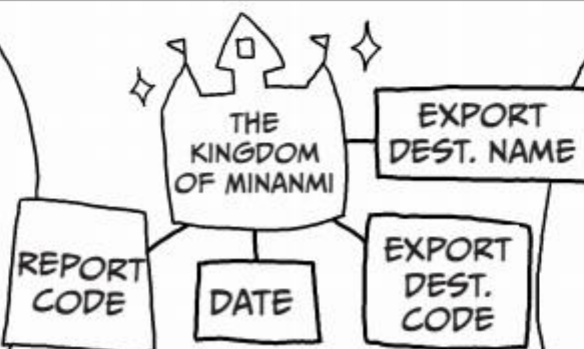 THE
KINGDOM
OF MINANMI
EXPORT
DEST. NAME
REPORT
CODE
DATE
EXPORT
DEST.
CODE